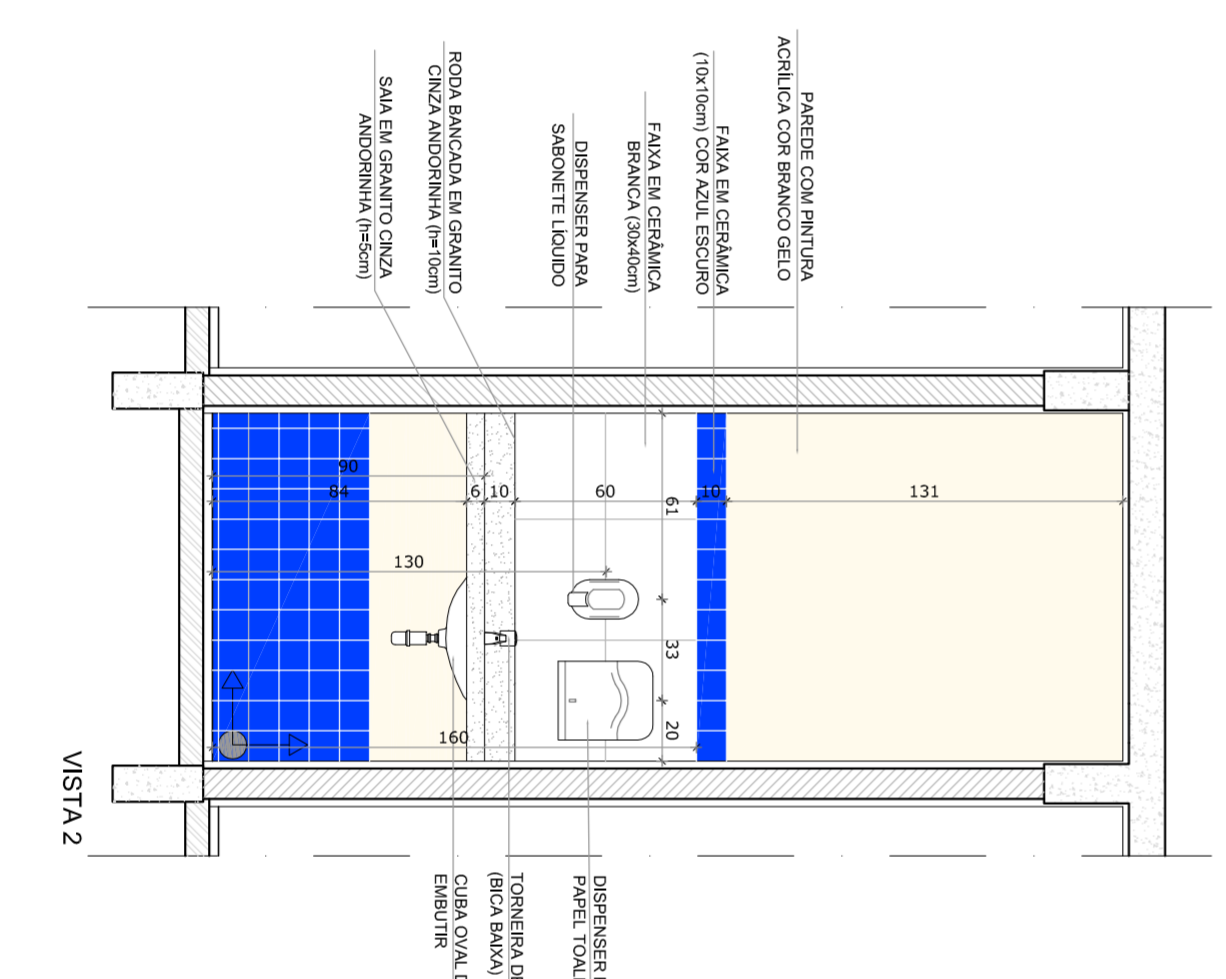 PAREDE COM PINTURA
ACRÍLICA COR BRANCO GELO
FAIXA EM CERÂMICA
(10x10cm) COR AZUL ESCURO
FAIXA EM CERÂMICA
BRANCA (30x40cm)
DISPENSER PARA
SABONETE LÍQUIDO
RODA BANCADA EM GRANITO
CINZA ANDORINHA (h=10cm)
SAIA EM GRANITO CINZA
ANDORINHA (h=5cm)
131
10
60
10
6
84
90
130
160
61
33
20
DISPENSER
PAPEL
TORNEIRA
(BICA BAIXA)
CUBA OVAL
EMBUTIR
VISTA 2